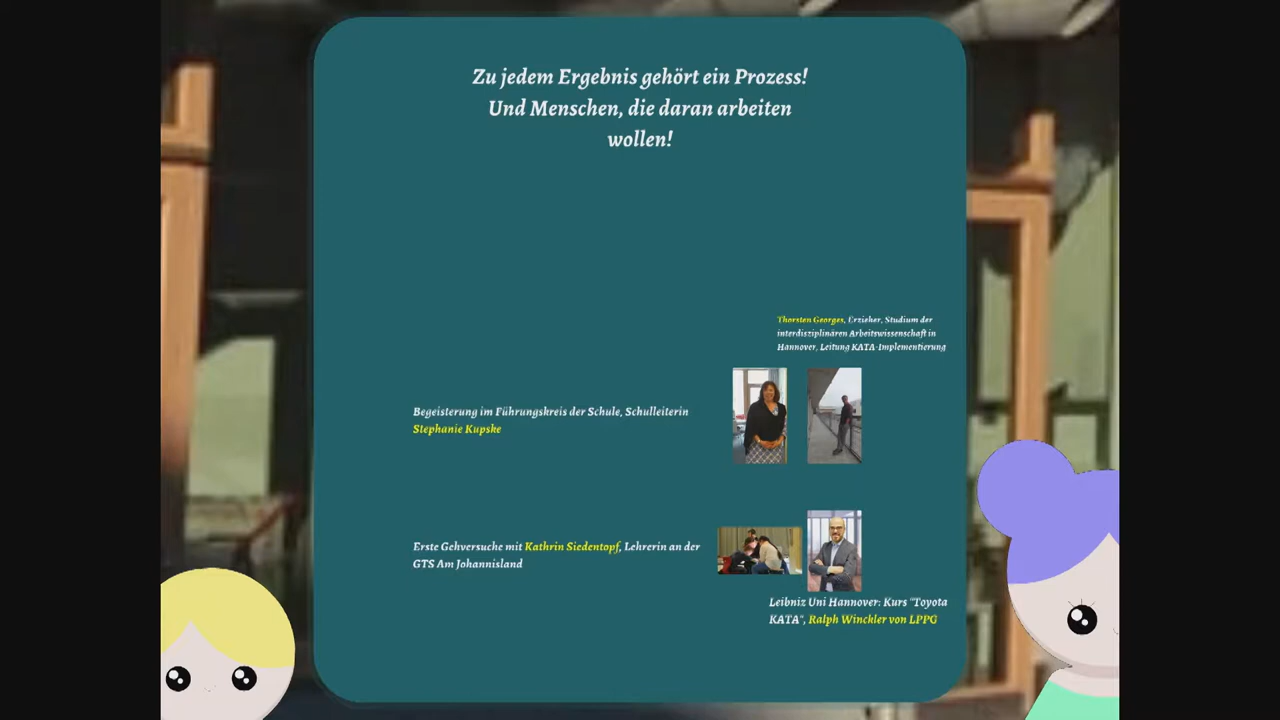 Zu jedem Ergebnis gehört ein Prozess!
Und Menschen, die daran arbeiten
wollen!
Thorsten Georges, Erzieher, Studium der
interdisziplinären Arbeitswissenschaft in
Hannover, Leitung KATA-Implementierung
Begeisterung im Führungskreis der Schule, Schulleiterin
Stephanie Kupske
Erste Gehversuche mit Kathrin Siedentopf, Lehrerin an der
GTS Am Johannisland
Leibniz Uni Hannover: Kurs "Toyota
KATA", Ralph Winckler von LPPG